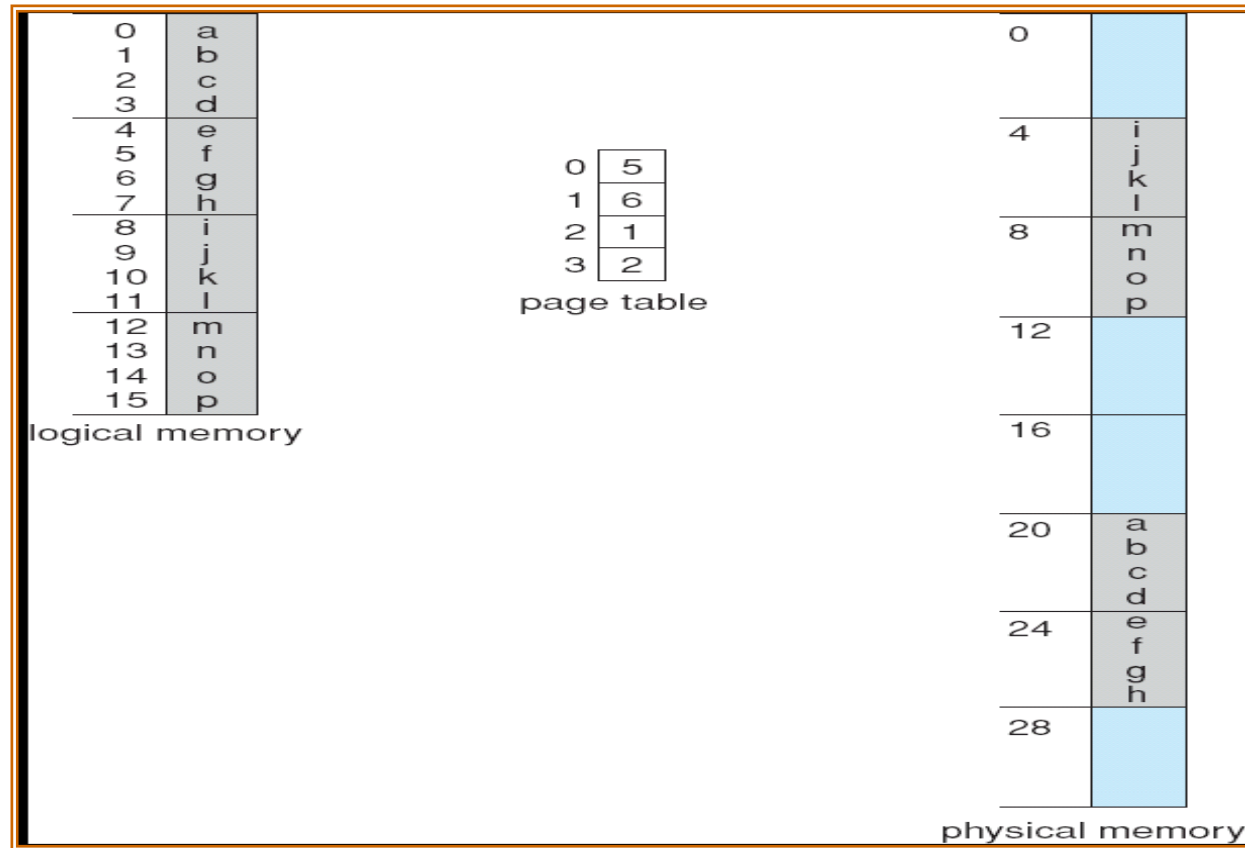 0 a
1 b
2 c
3 d
4 e
5 f
6 g
7 h
8 i
9 j
10 k
11 l
12 m
13 n
14 o
15 p
logical memory
0 5
1 6
2 1
3 2
page table
0
4 i
j
k
l
8 m
n
o
p
12
16
20 a
b
c
d
24 e
f
g
h
28
physical memory